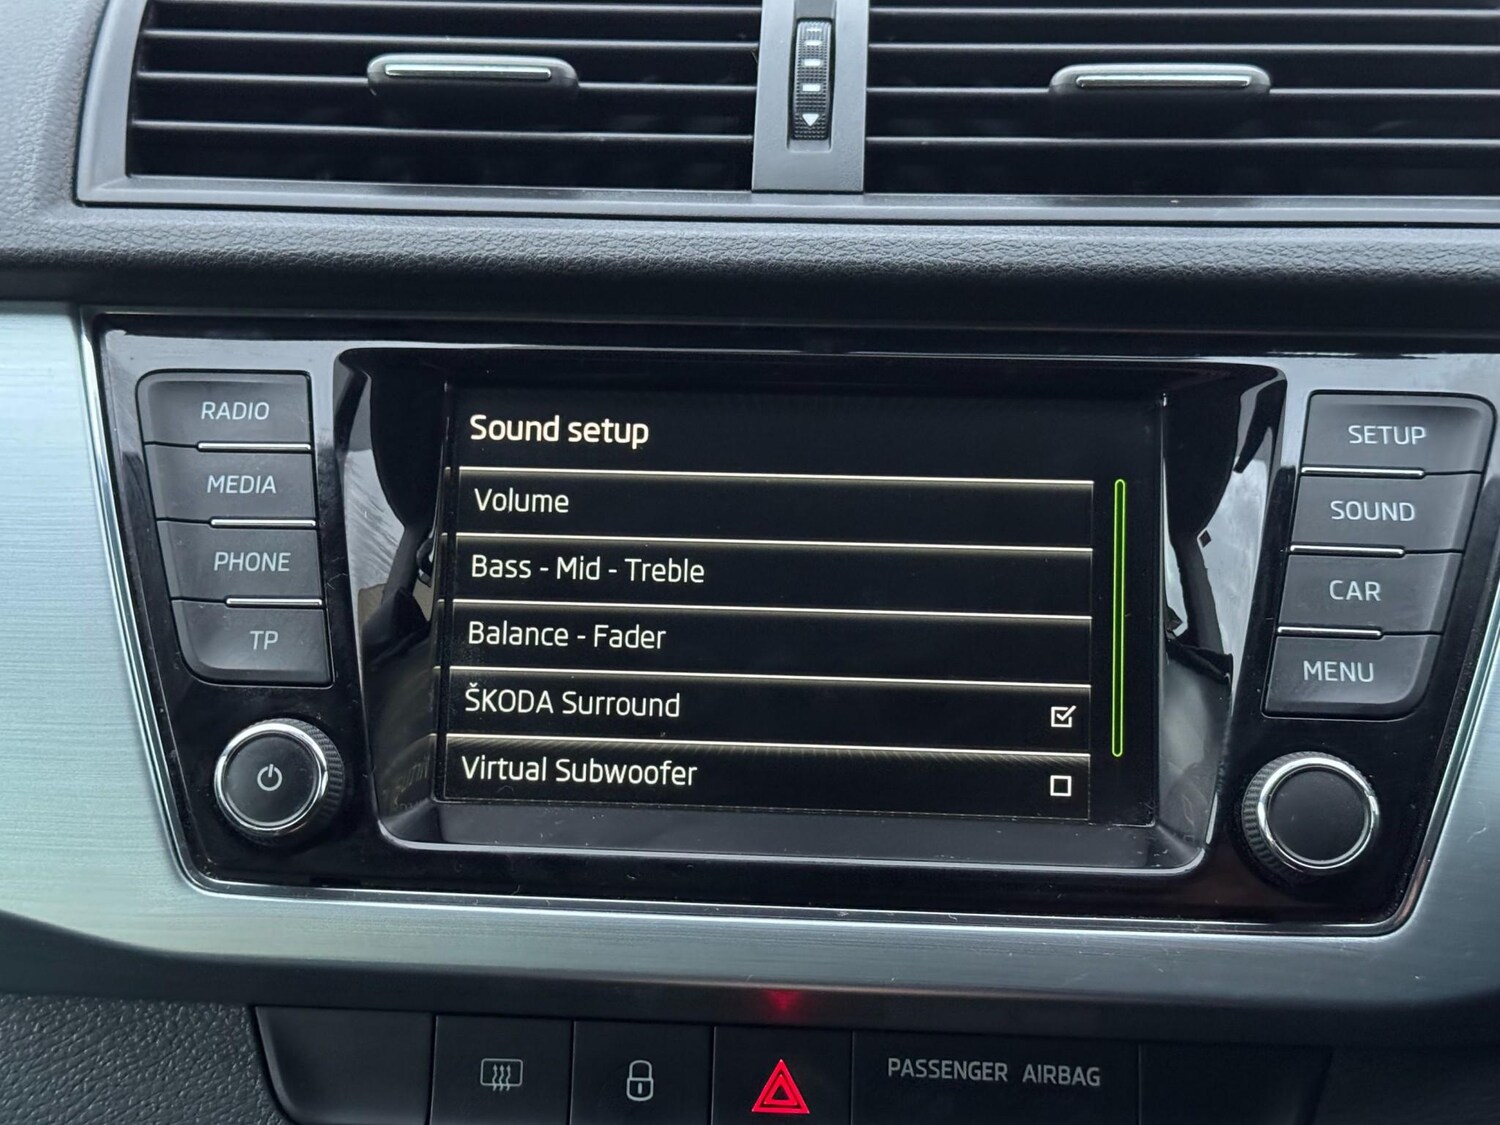 RADIO
MEDIA
PHONE
TP
Sound setup
Volume
Bass - Mid - Treble
Balance - Fader
ŠKODA Surround
Virtual Subwoofer
SETUP
SOUND
CAR
MENU
PASSENGER AIRBAG